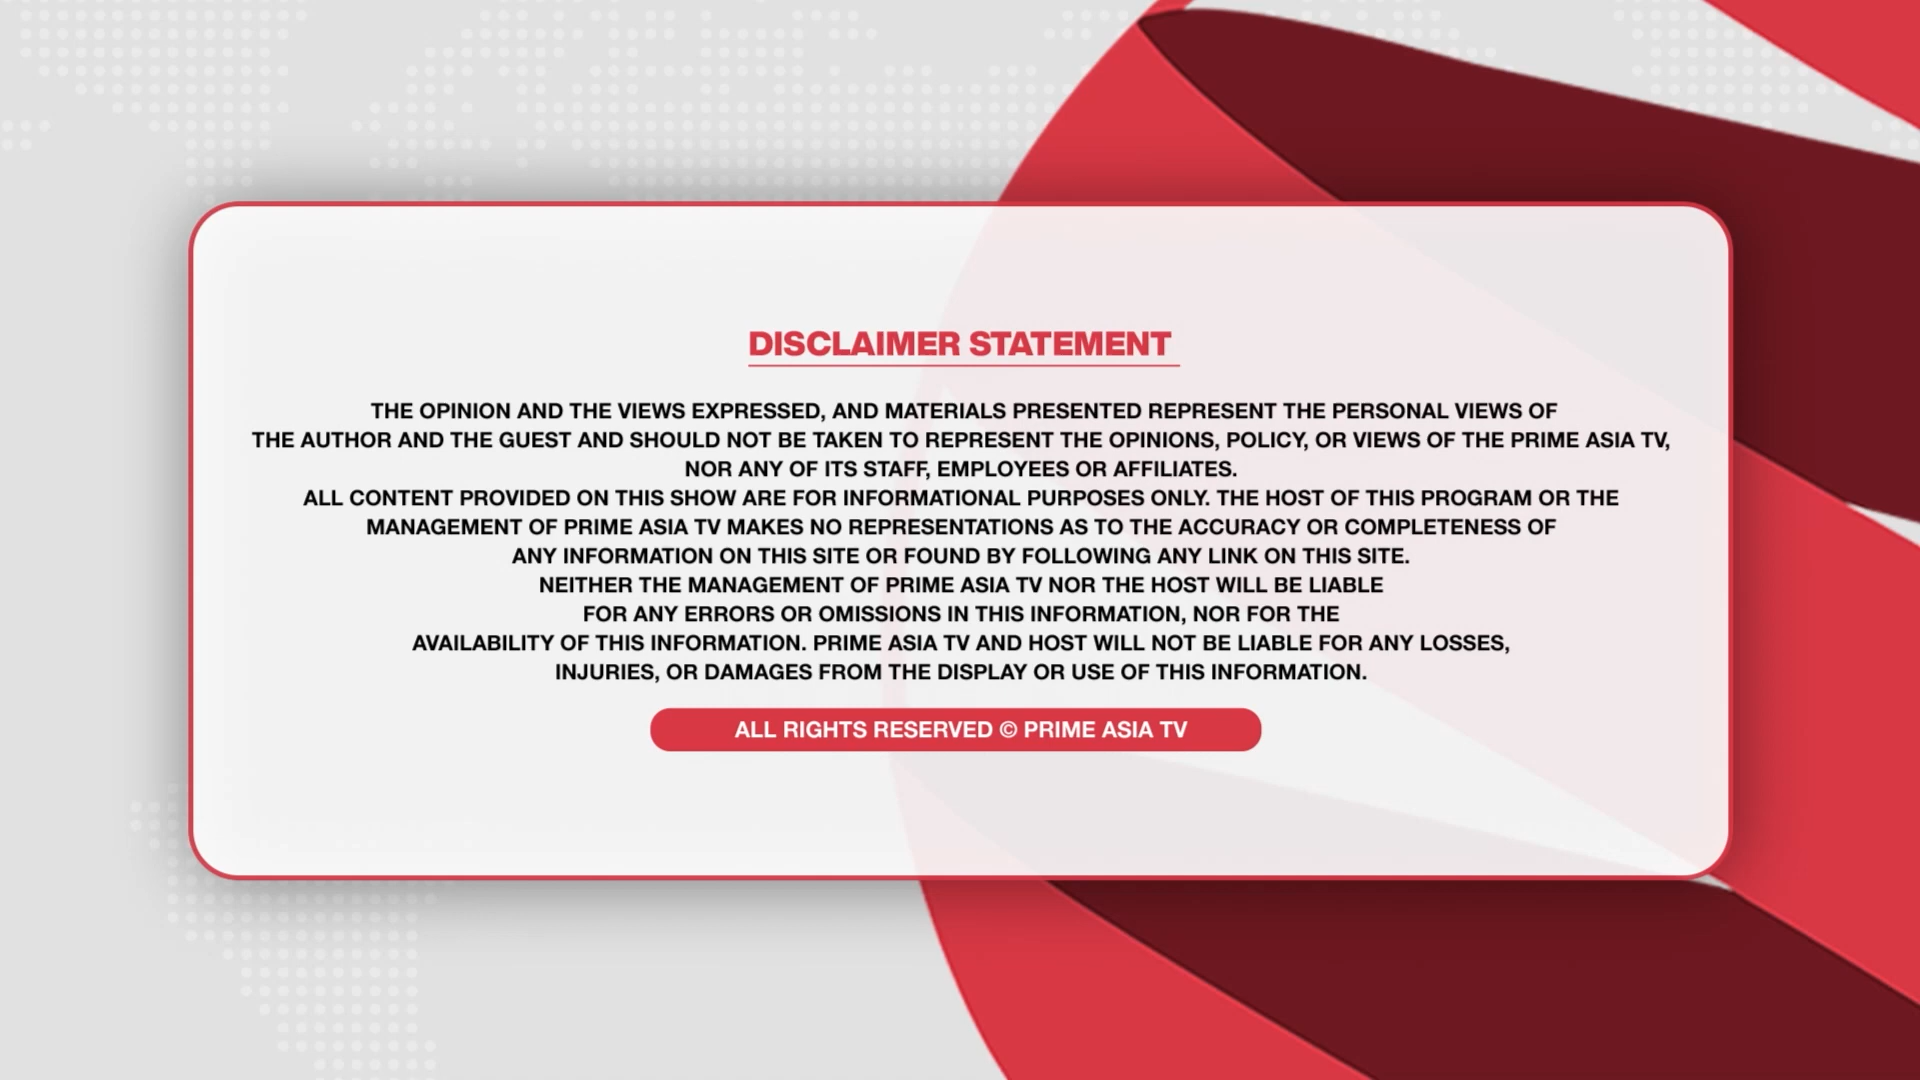 DISCLAIMER STATEMENT
THE OPINION AND THE VIEWS EXPRESSED, AND MATERIALS PRESENTED REPRESENT THE PERSONAL VIEWS OF
THE AUTHOR AND THE GUEST AND SHOULD NOT BE TAKEN TO REPRESENT THE OPINIONS, POLICY, OR VIEWS OF THE PRIME ASIA TV,
NOR ANY OF ITS STAFF, EMPLOYEES OR AFFILIATES.
ALL CONTENT PROVIDED ON THIS SHOW ARE FOR INFORMATIONAL PURPOSES ONLY. THE HOST OF THIS PROGRAM OR THE
MANAGEMENT OF PRIME ASIA TV MAKES NO REPRESENTATIONS AS TO THE ACCURACY OR COMPLETENESS OF
ANY INFORMATION ON THIS SITE OR FOUND BY FOLLOWING ANY LINK ON THIS SITE.
NEITHER THE MANAGEMENT OF PRIME ASIA TV NOR THE HOST WILL BE LIABLE
FOR ANY ERRORS OR OMISSIONS IN THIS INFORMATION, NOR FOR THE
AVAILABILITY OF THIS INFORMATION. PRIME ASIA TV AND HOST WILL NOT BE LIABLE FOR ANY LOSSES,
INJURIES, OR DAMAGES FROM THE DISPLAY OR USE OF THIS INFORMATION.
ALL RIGHTS RESERVED © PRIME ASIA TV